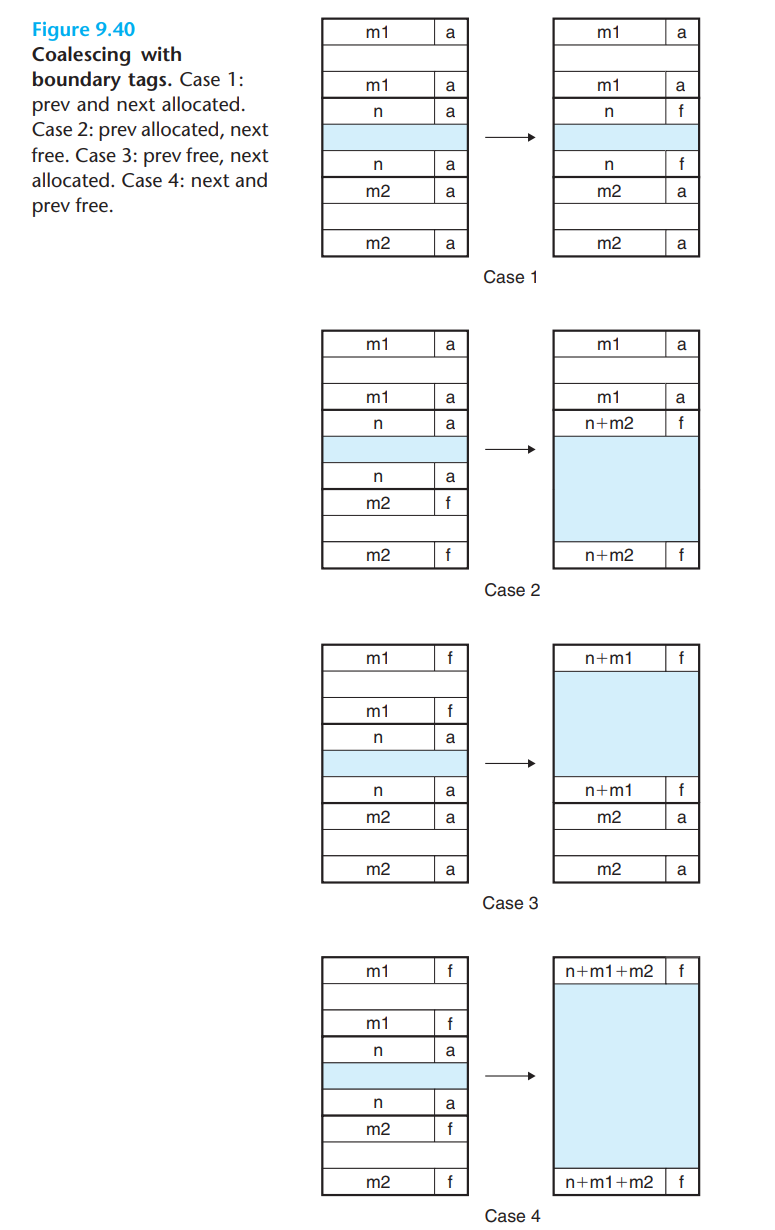 Figure 9.40
Coalescing with
boundary tags. Case 1:
prev and next allocated.
Case 2: prev allocated, next
free. Case 3: prev free, next
allocated. Case 4: next and
prev free.
m1 a m1 a
m1 a m1 a
n a n f
n a n f
m2 a m2 a
m2 a m2 a
Case 1
m1 a m1 a
m1 a m1 a
n a n+m2 f
n a
m2 f
m2 f n+m2 f
Case 2
m1 f n+m1 f
m1 f
n a
n a n+m1 f
m2 a m2 a
m2 a m2 a
Case 3
m1 f n+m1+m2 f
m1 f
n a
n a
m2 f
m2 f n+m1+m2 f
Case 4